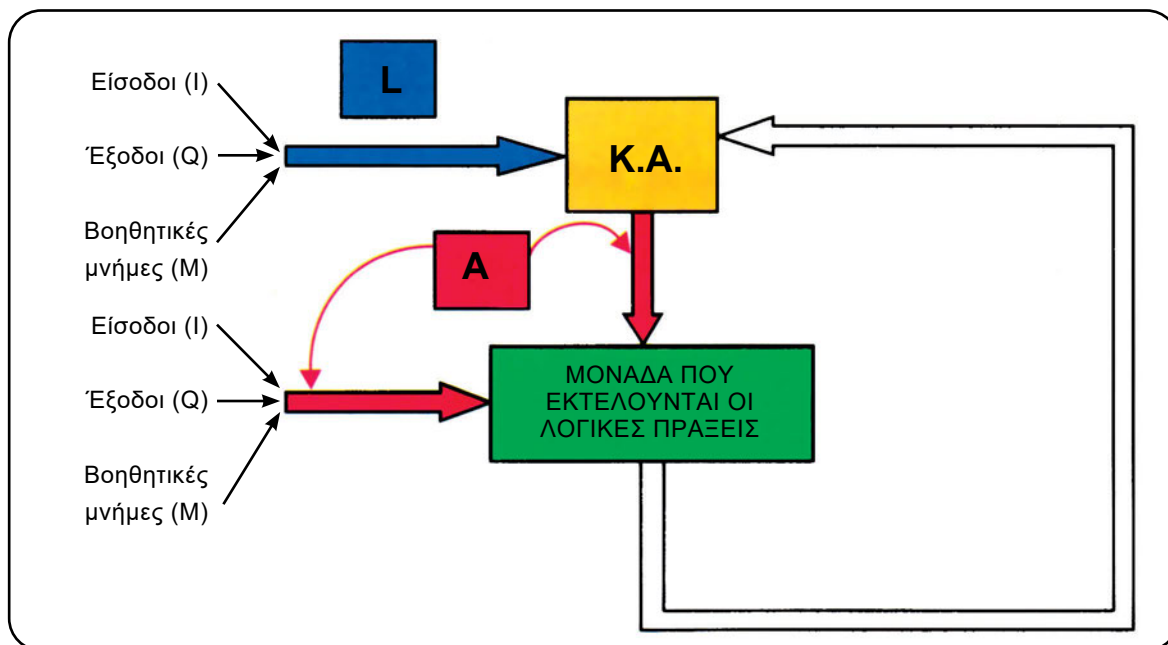 L
Είσοδοι (I)
Έξοδοι (Q)
Βοηθητικές
μνήμες (M)
Κ.Α.
A
Είσοδοι (I)
Έξοδοι (Q)
Βοηθητικές
μνήμες (M)
ΜΟΝΑΔΑ ΠΟΥ
ΕΚΤΕΛΟΥΝΤΑΙ ΟΙ
ΛΟΓΙΚΕΣ ΠΡΑΞΕΙΣ